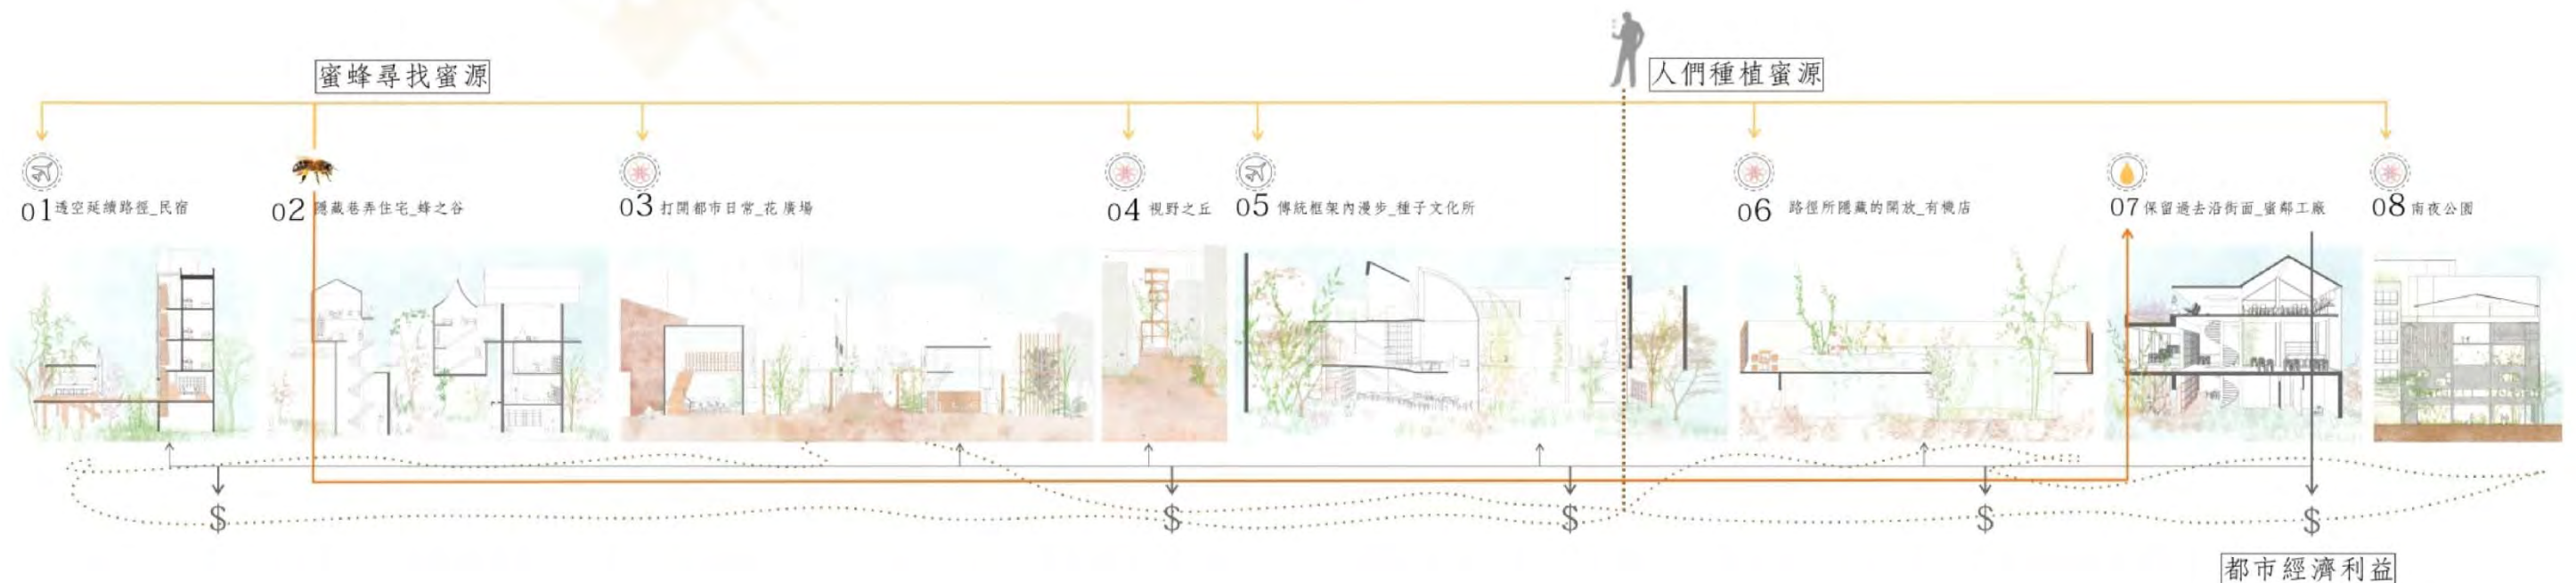 蜜蜂尋找蜜源
人們種植蜜源
01 透空延續路徑_民宿
02 隱藏巷弄住宅_蜂之谷
03 打開都市日常_花廣場
04 視野之丘
05 傳統框架內漫步_種子文化所
06 路徑所隱藏的開放_有機店
07 保留過去沿街面_蜜鄰工廠
08 南夜公園
$ $ $ $ $
都市經濟利益